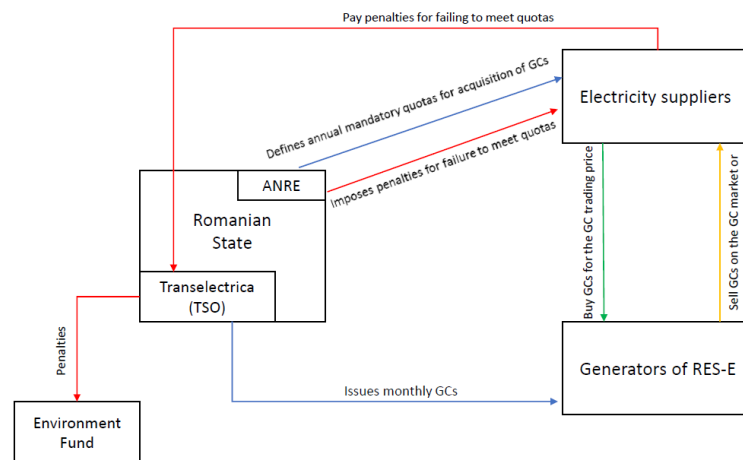 Pay penalties for failing to meet quotas
Defines annual mandatory quotas for acquisition of GCs
Imposes penalties for failure to meet quotas
Electricity suppliers
ANRE
Romanian
State
Transelectrica
(TSO)
Buy GCs for the GC trading price
Sell GCs on the GC market or
Penalties
Issues monthly GCs
Generators of RES-E
Environment
Fund